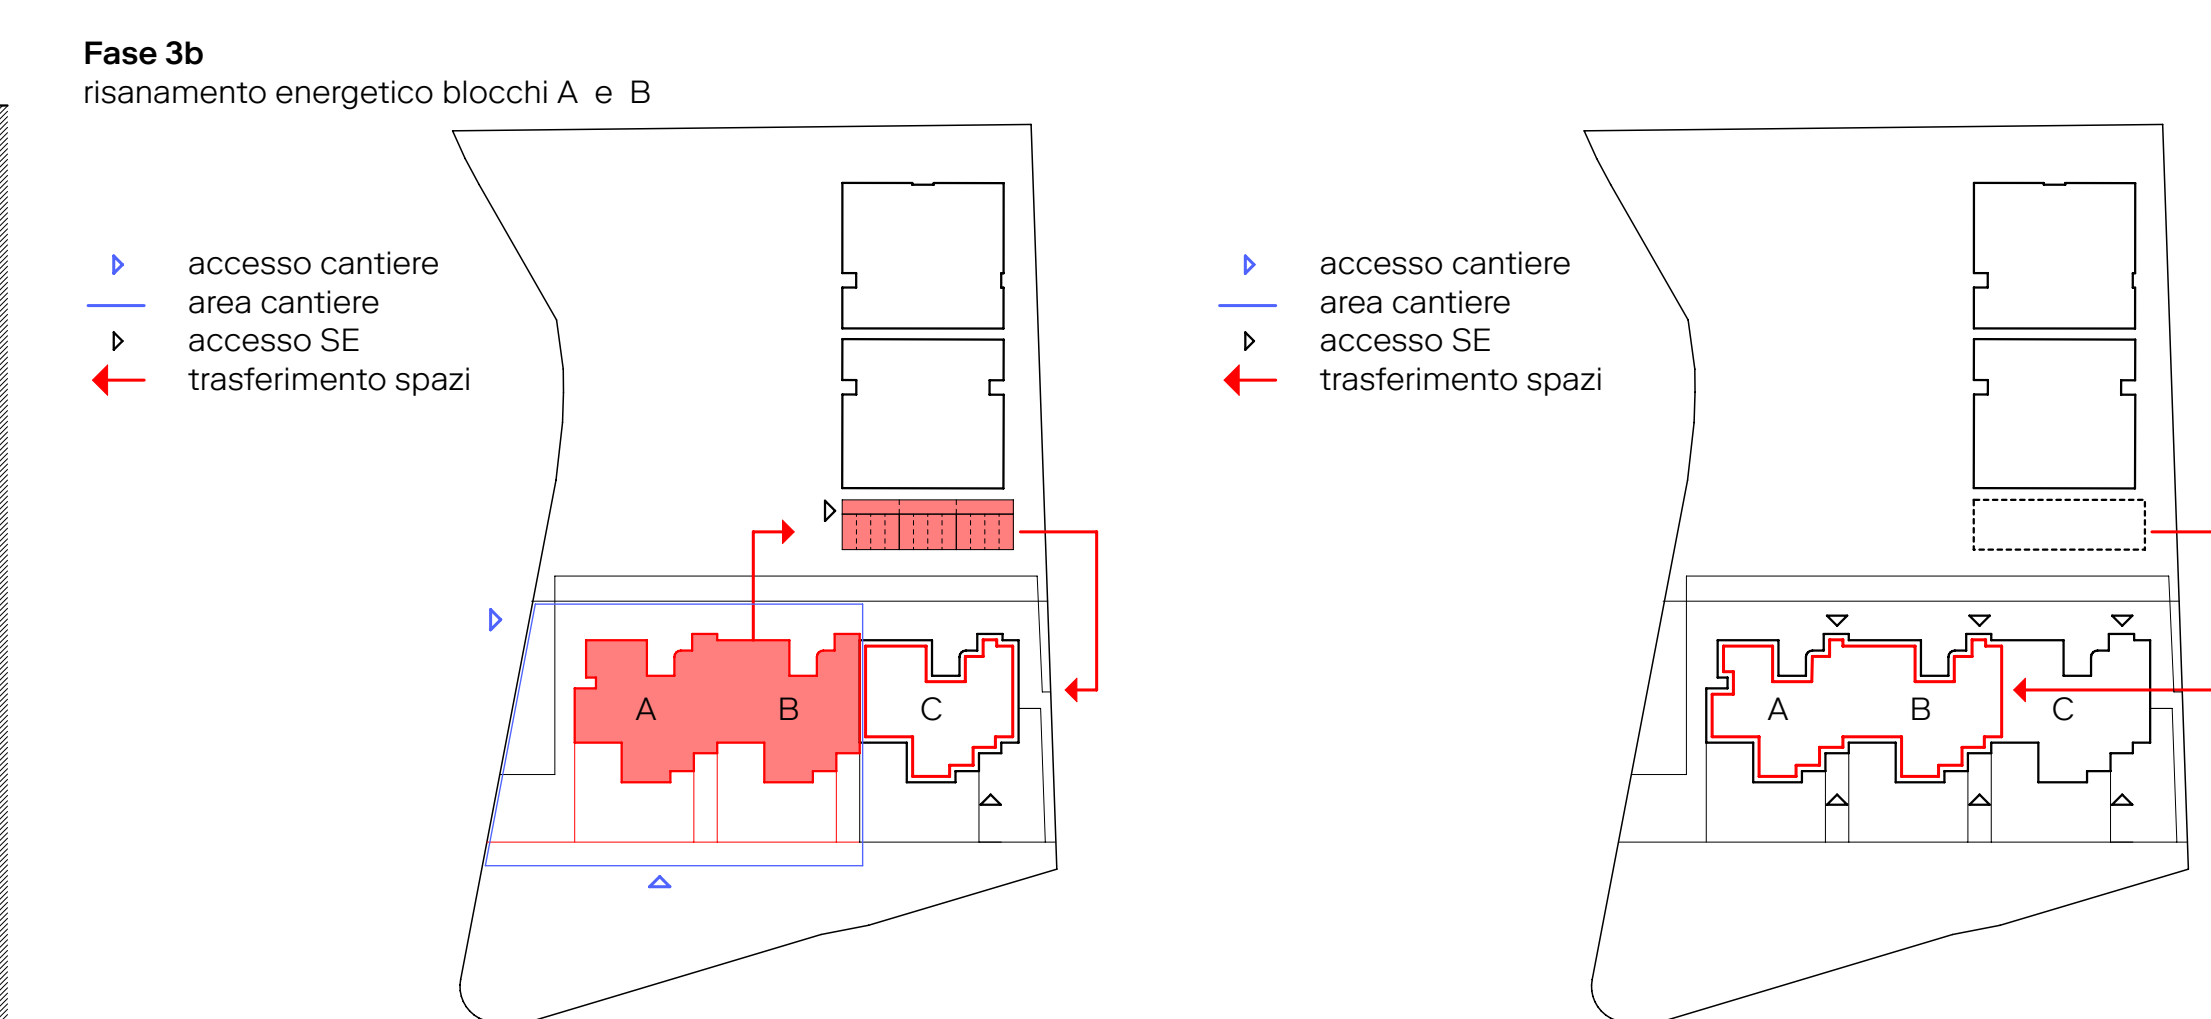 Fase 3b
risanamento energetico blocchi A e B
accesso cantiere
area cantiere
accesso SE
trasferimento spazi
A
B
C
accesso cantiere
area cantiere
accesso SE
trasferimento spazi
A
B
C